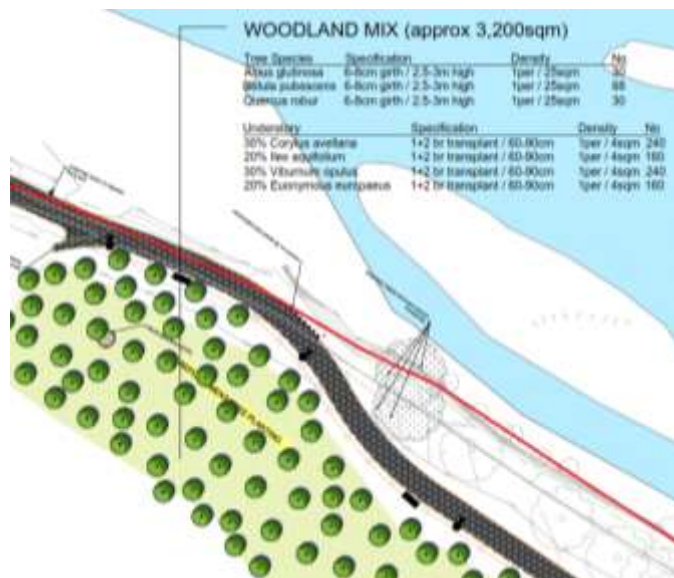 WOODLAND MIX (approx 3,200sqm)
Tree Species Specification Density No
Alnus glutinosa 6-8cm girth / 2.5-3m high 1per / 25sqm 30
Betula pubescens 6-8cm girth / 2.5-3m high 1per / 25sqm 68
Quercus robur 6-8cm girth / 2.5-3m high 1per / 25sqm 30
Understory Specification Density No
30% Corylus avellana 1+2 br transplant / 60-90cm 1per / 4sqm 240
20% Ilex aquifolium 1+2 br transplant / 60-90cm 1per / 4sqm 160
30% Viburnum opulus 1+2 br transplant / 60-90cm 1per / 4sqm 240
20% Euonymous europaeus 1+2 br transplant / 60-90cm 1per / 4sqm 160
PLANTING